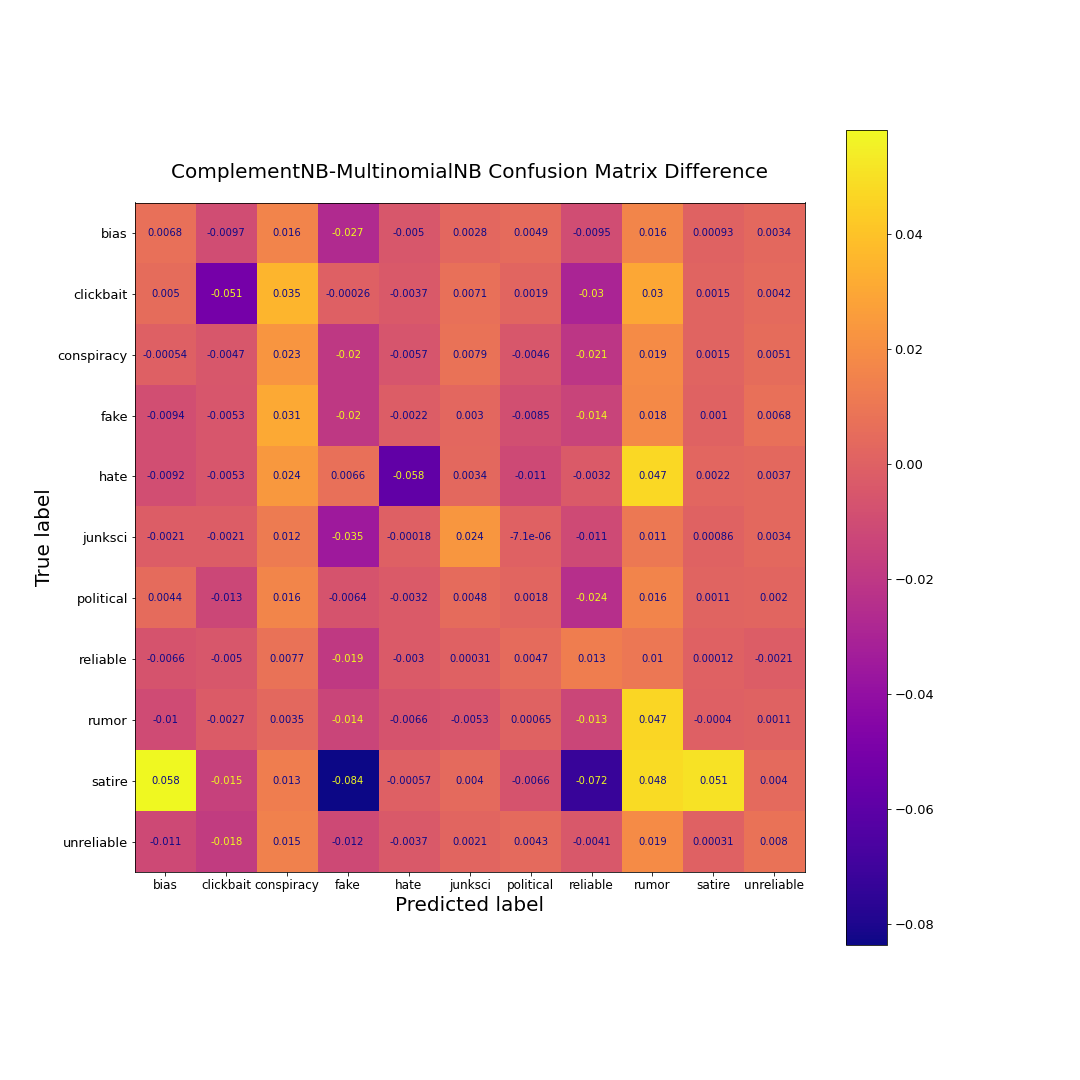 ComplementNB-MultinomialNB Confusion Matrix Difference
bias 0.0068 -0.0097 0.016 -0.027 -0.005 0.0028 0.0049 -0.0095 0.016 0.00093 0.0034
clickbait 0.005 -0.051 0.035 -0.00026 -0.0037 0.0071 0.0019 -0.03 0.03 0.0015 0.0042
conspiracy -0.00054 -0.0047 0.023 -0.02 -0.0057 0.0079 -0.0046 -0.021 0.019 0.0015 0.0051
fake -0.0094 -0.0053 0.031 -0.02 -0.0022 0.003 -0.0085 -0.014 0.018 0.001 0.0068
hate -0.0092 -0.0053 0.024 0.0066 -0.058 0.0034 -0.011 -0.0032 0.047 0.0022 0.0037
junksci -0.0021 -0.0021 0.012 -0.035 -0.00018 0.024 -7.1e-06 -0.011 0.011 0.00086 0.0034
political 0.0044 -0.013 0.016 -0.0064 -0.0032 0.0048 0.0018 -0.024 0.016 0.0011 0.002
reliable -0.0066 -0.005 0.0077 -0.019 -0.003 0.00031 0.0047 0.013 0.01 0.00012 -0.0021
rumor -0.01 -0.0027 0.0035 -0.014 -0.0066 -0.0053 0.00065 -0.013 0.047 -0.0004 0.0011
satire 0.058 -0.015 0.013 -0.084 -0.00057 0.004 -0.0066 -0.072 0.048 0.051 0.004
unreliable -0.011 -0.018 0.015 -0.012 -0.0037 0.0021 0.0043 -0.0041 0.019 0.00031 0.008
bias clickbait conspiracy fake hate junksci political reliable rumor satire unreliable
Predicted label
True label
0.04
0.02
0.00
−0.02
−0.04
−0.06
−0.08